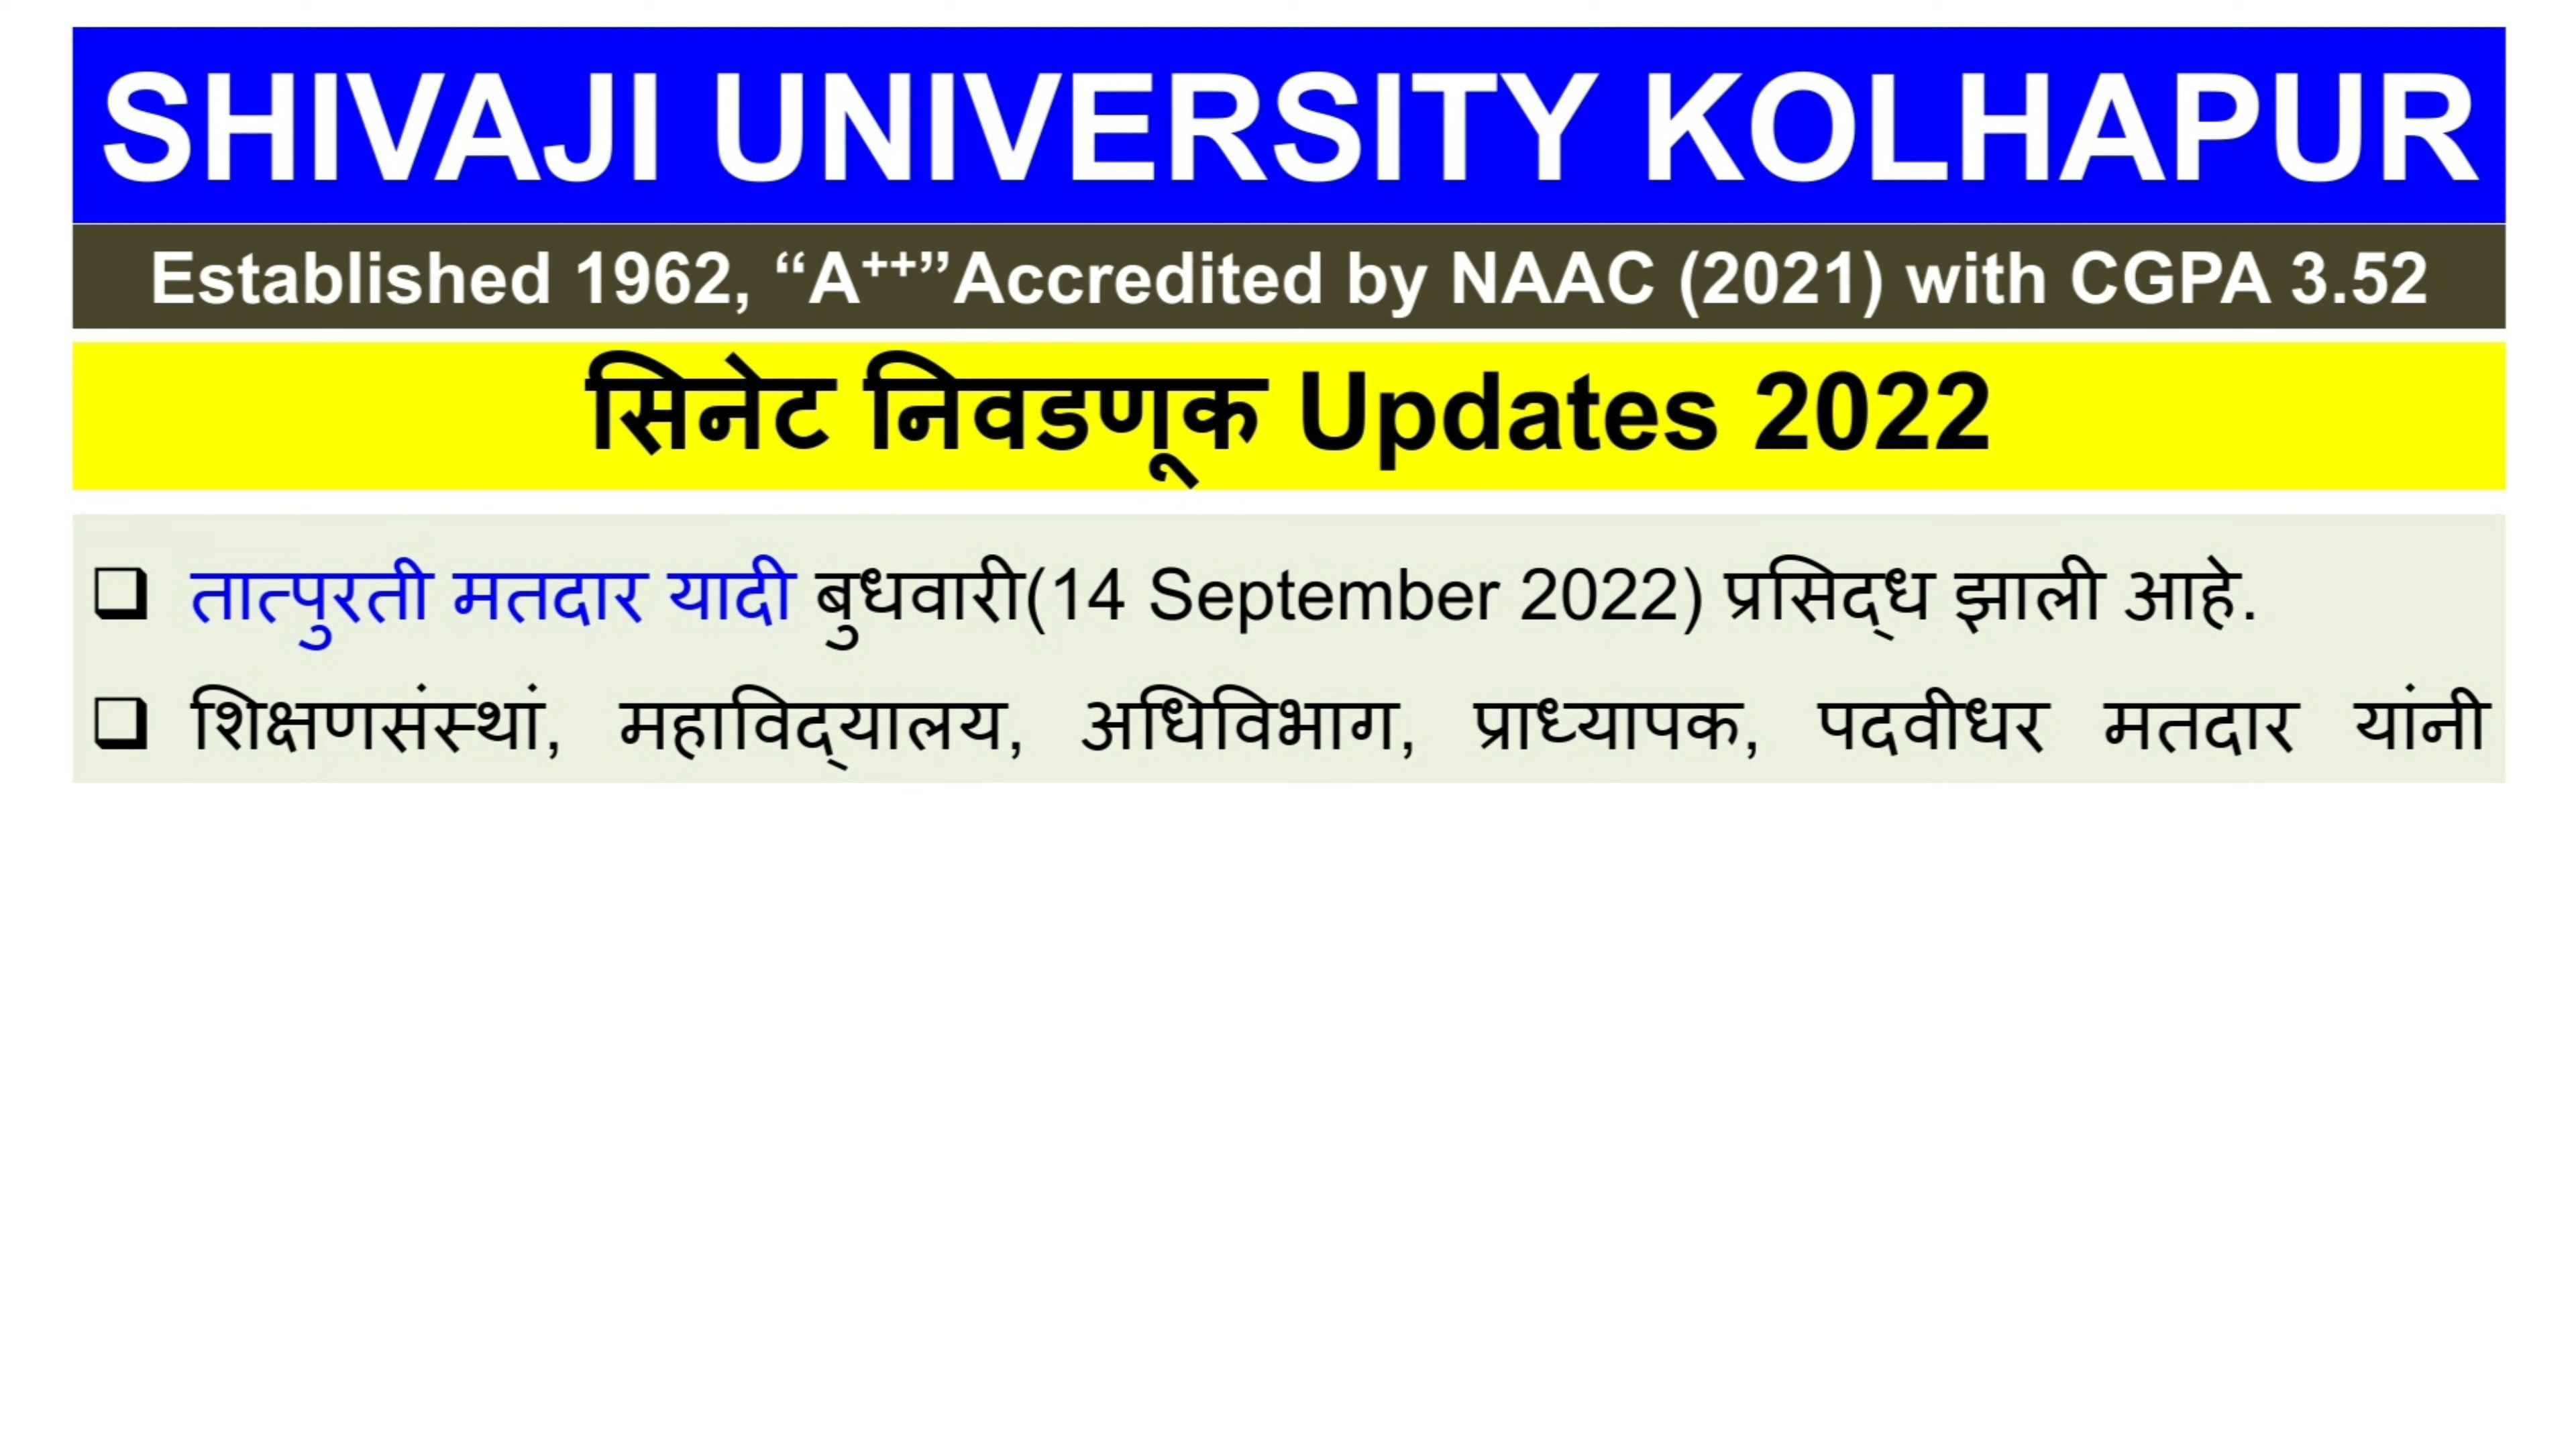 SHIVAJI UNIVERSITY KOLHAPUR
Established 1962, “A++”Accredited by NAAC (2021) with CGPA 3.52
सिनेट निवडणूक Updates 2022
❑ तात्पुरती मतदार यादी बुधवारी(14 September 2022) प्रसिद्ध झाली आहे.
❑ शिक्षणसंस्थां, महाविद्यालय, अधिविभाग, प्राध्यापक, पदवीधर मतदार यांनी